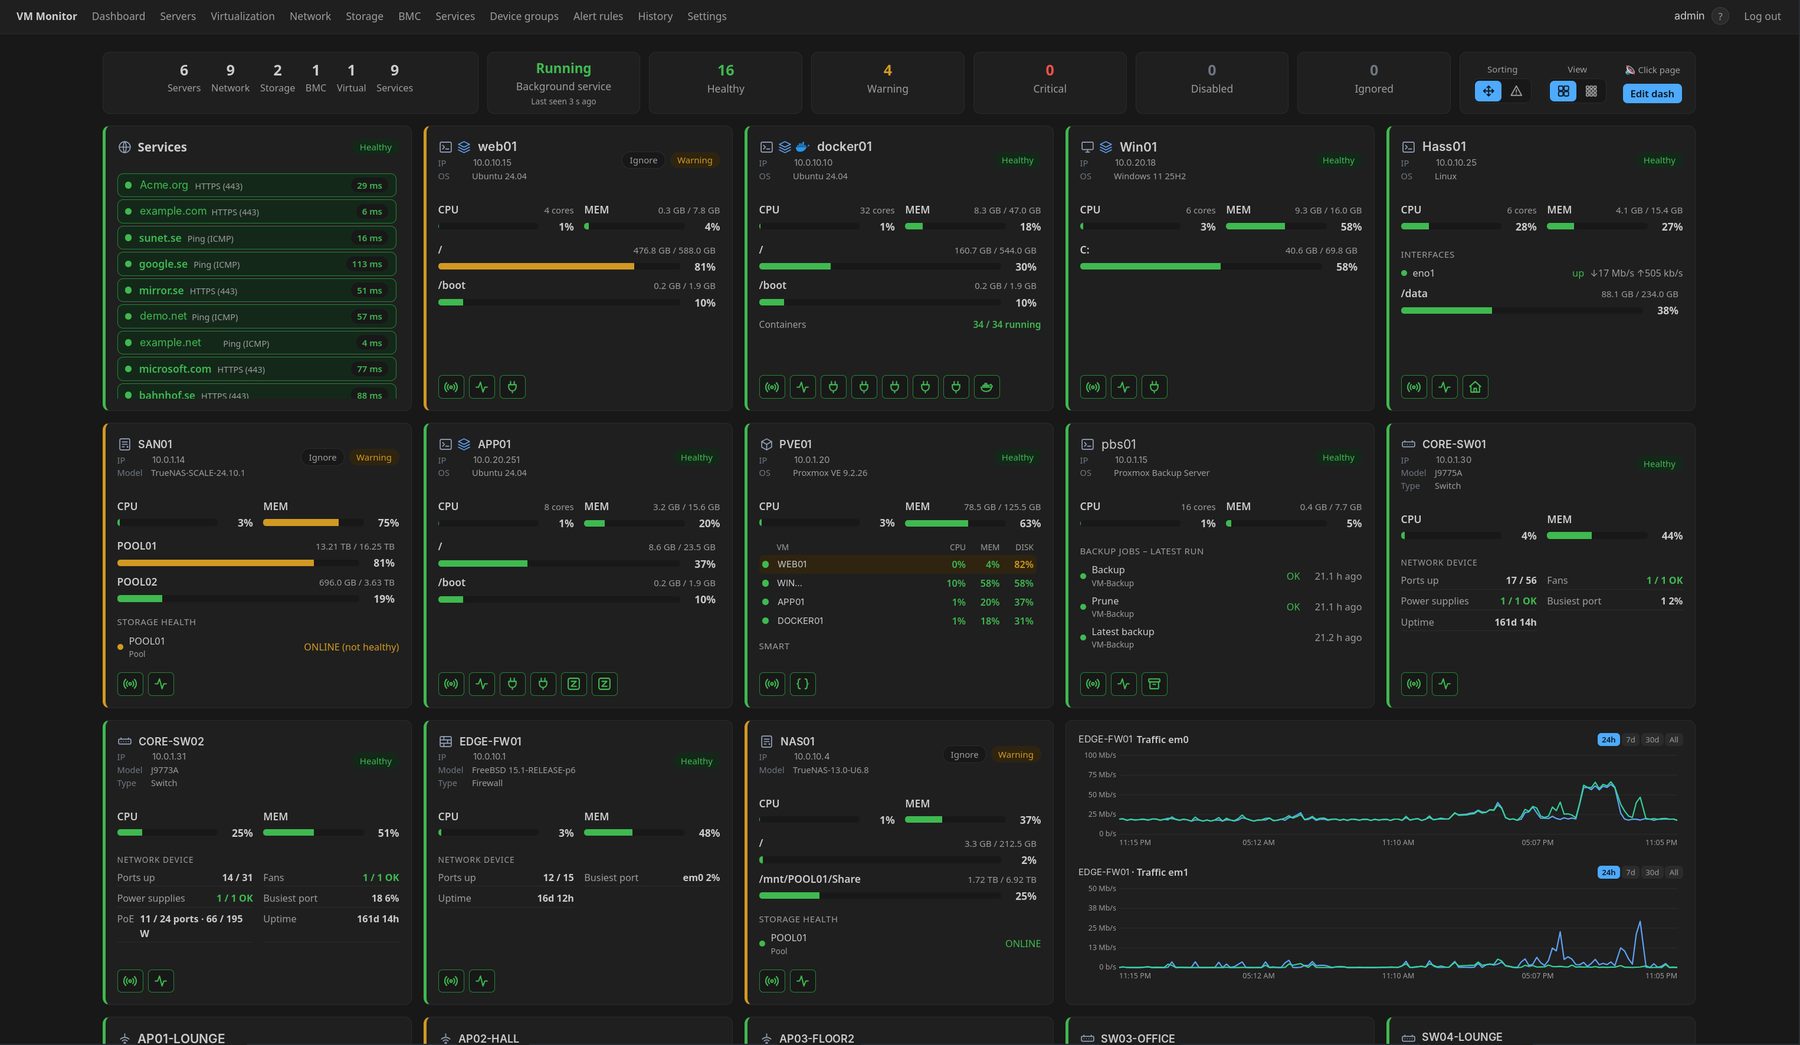 VM Monitor Dashboard Servers Virtualization Network Storage BMC Services Device groups Alert rules History Settings admin ? Log out
6 9 2 1 1 9
Servers Network Storage BMC Virtual Services
Running
Background service
Last seen 3 s ago
16
Healthy
4
Warning
0
Critical
0
Disabled
0
Ignored
Sorting
View
Click page
Edit dash
Services Healthy
Acme.org HTTPS (443) 29 ms
example.com HTTPS (443) 6 ms
sunet.se Ping (ICMP) 16 ms
google.se Ping (ICMP) 113 ms
mirror.se HTTPS (443) 51 ms
demo.net Ping (ICMP) 57 ms
example.net Ping (ICMP) 4 ms
microsoft.com HTTPS (443) 77 ms
bahnhof.se HTTPS (443) 88 ms
web01
IP 10.0.10.15
OS Ubuntu 24.04
Ignore Warning
CPU 4 cores MEM 0.3 GB / 7.8 GB
1% 4%
/ 476.8 GB / 588.0 GB
81%
/boot 0.2 GB / 1.9 GB
10%
docker01
IP 10.0.10.10
OS Ubuntu 24.04
Healthy
CPU 32 cores MEM 8.3 GB / 47.0 GB
1% 18%
/ 160.7 GB / 544.0 GB
30%
/boot 0.2 GB / 1.9 GB
10%
Containers 34 / 34 running
Win01
IP 10.0.20.18
OS Windows 11 25H2
Healthy
CPU 6 cores MEM 9.3 GB / 16.0 GB
3% 58%
C: 40.6 GB / 69.8 GB
58%
Hass01
IP 10.0.10.25
OS Linux
Healthy
CPU 6 cores MEM 4.1 GB / 15.4 GB
28% 27%
INTERFACES
eno1 up ↓17 Mb/s ↑505 kb/s
/data 88.1 GB / 234.0 GB
38%
SAN01
IP 10.0.1.14
Model TrueNAS-SCALE-24.10.1
Ignore Warning
CPU MEM
3% 75%
POOL01 13.21 TB / 16.25 TB
81%
POOL02 696.0 GB / 3.63 TB
19%
STORAGE HEALTH
POOL01
Pool
ONLINE (not healthy)
APP01
IP 10.0.20.251
OS Ubuntu 24.04
Healthy
CPU 8 cores MEM 3.2 GB / 15.6 GB
1% 20%
/ 8.6 GB / 23.5 GB
37%
/boot 0.2 GB / 1.9 GB
10%
PVE01
IP 10.0.1.20
OS Proxmox VE 9.2.26
Healthy
CPU MEM 78.5 GB / 125.5 GB
3% 63%
VM CPU MEM DISK
WEB01 0% 4% 82%
WIN... 10% 58% 58%
APP01 1% 20% 37%
DOCKER01 1% 18% 31%
SMART
pbs01
IP 10.0.1.15
OS Proxmox Backup Server
Healthy
CPU 16 cores MEM 0.4 GB / 7.7 GB
1% 5%
BACKUP JOBS – LATEST RUN
Backup
VM-Backup
OK 21.1 h ago
Prune
VM-Backup
OK 21.1 h ago
Latest backup
VM-Backup
21.2 h ago
CORE-SW01
IP 10.0.1.30
Model J9775A
Type Switch
Healthy
CPU MEM
4% 44%
NETWORK DEVICE
Ports up 17 / 56 Fans 1 / 1 OK
Power supplies 1 / 1 OK Busiest port 1 2%
Uptime 161d 14h
CORE-SW02
IP 10.0.1.31
Model J9773A
Type Switch
Healthy
CPU MEM
25% 51%
NETWORK DEVICE
Ports up 14 / 31 Fans 1 / 1 OK
Power supplies 1 / 1 OK Busiest port 18 6%
PoE 11 / 24 ports · 66 / 195 W Uptime 161d 14h
EDGE-FW01
IP 10.0.10.1
Model FreeBSD 15.1-RELEASE-p6
Type Firewall
Healthy
CPU MEM
3% 48%
NETWORK DEVICE
Ports up 12 / 15 Busiest port em0 2%
Uptime 16d 12h
NAS01
IP 10.0.10.4
Model TrueNAS-13.0-U6.8
Ignore Warning
CPU MEM
1% 37%
/ 3.3 GB / 212.5 GB
2%
/mnt/POOL01/Share 1.72 TB / 6.92 TB
25%
STORAGE HEALTH
POOL01
Pool
ONLINE
EDGE-FW01 Traffic em0 24h 7d 30d All
100 Mb/s
75 Mb/s
50 Mb/s
25 Mb/s
0 b/s
11:15 PM 05:12 AM 11:10 AM 05:07 PM 11:05 PM
EDGE-FW01 · Traffic em1 24h 7d 30d All
50 Mb/s
38 Mb/s
25 Mb/s
13 Mb/s
0 b/s
11:15 PM 05:12 AM 11:10 AM 05:07 PM 11:05 PM
AP01-LOUNGE
AP02-HALL
AP03-FLOOR2
SW03-OFFICE
SW04-LOUNGE